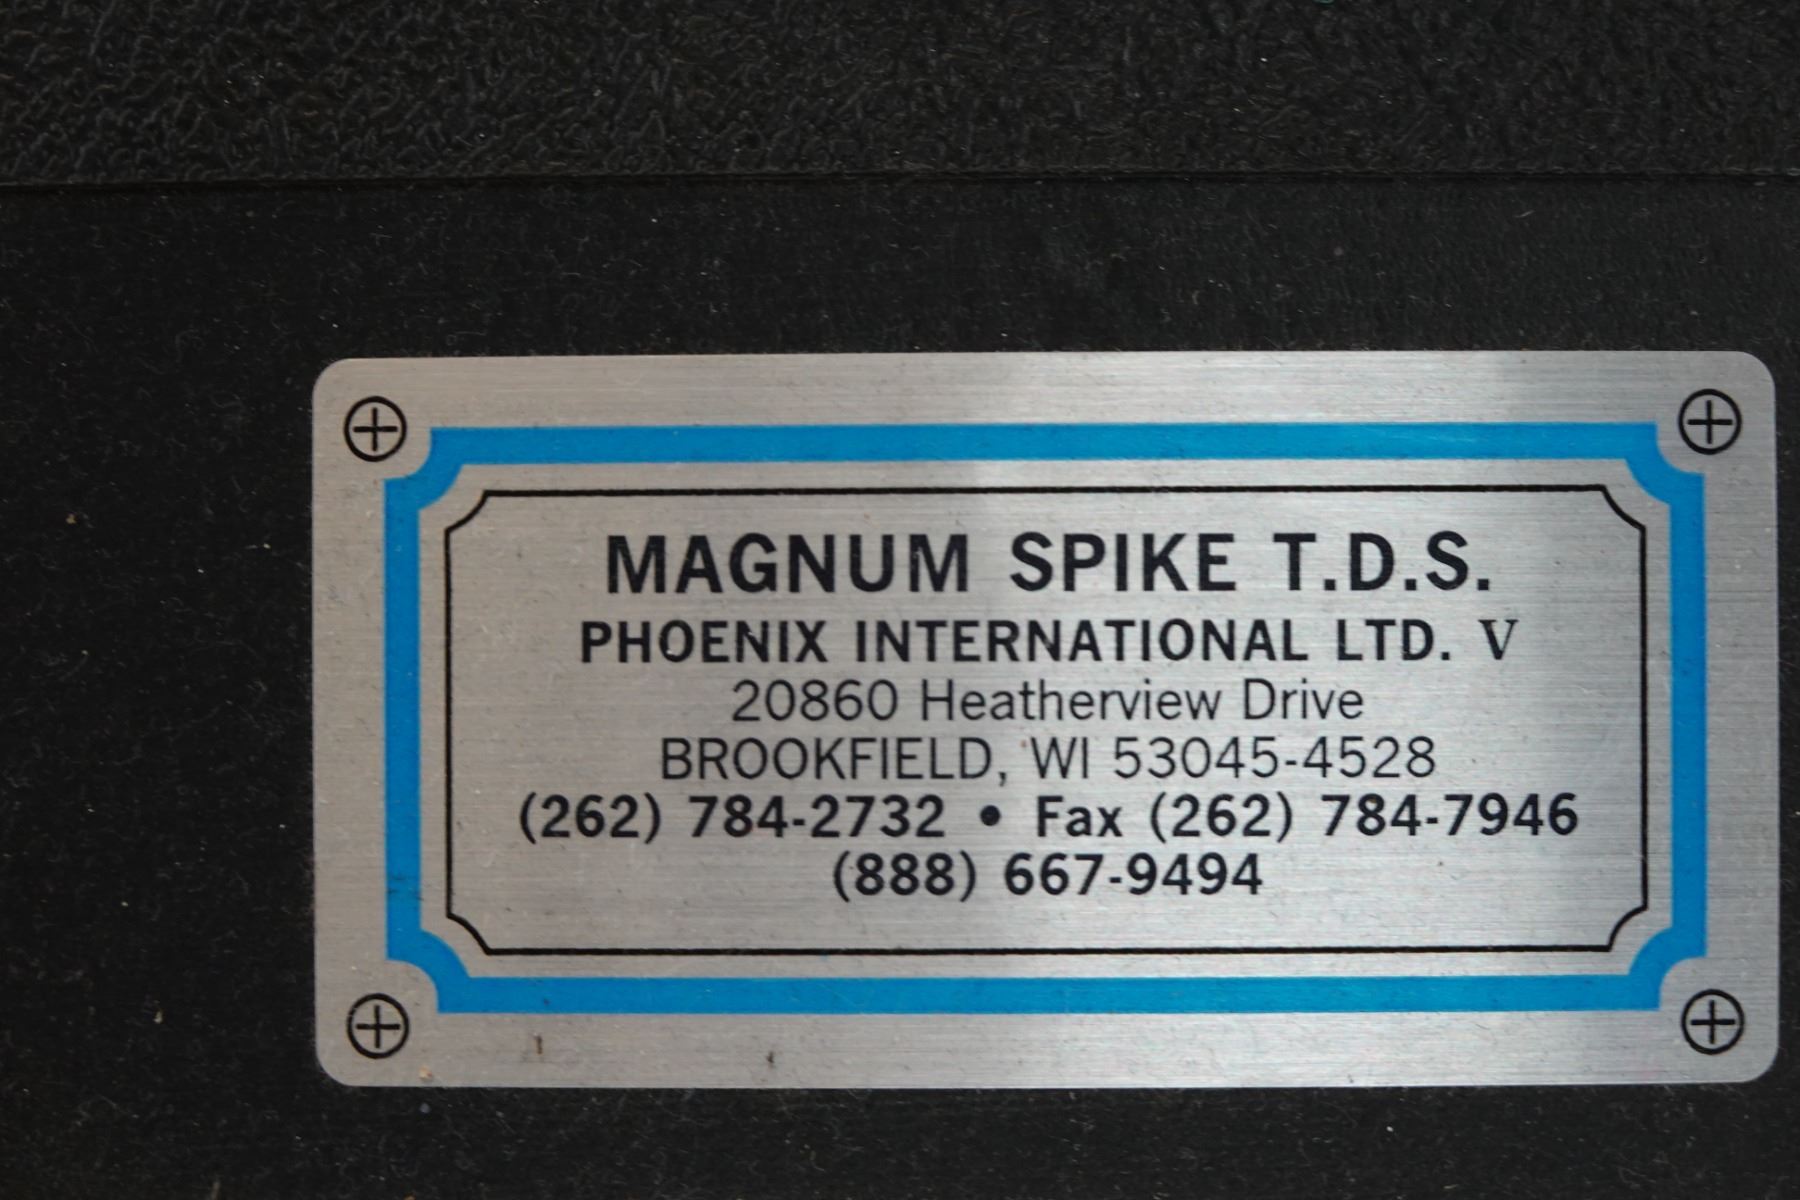 MAGNUM SPIKE T.D.S.
PHOENIX INTERNATIONAL LTD. V
20860 Heatherview Drive
BROOKFIELD, WI 53045-4528
(262) 784-2732 • Fax (262) 784-7946
(888) 667-9494